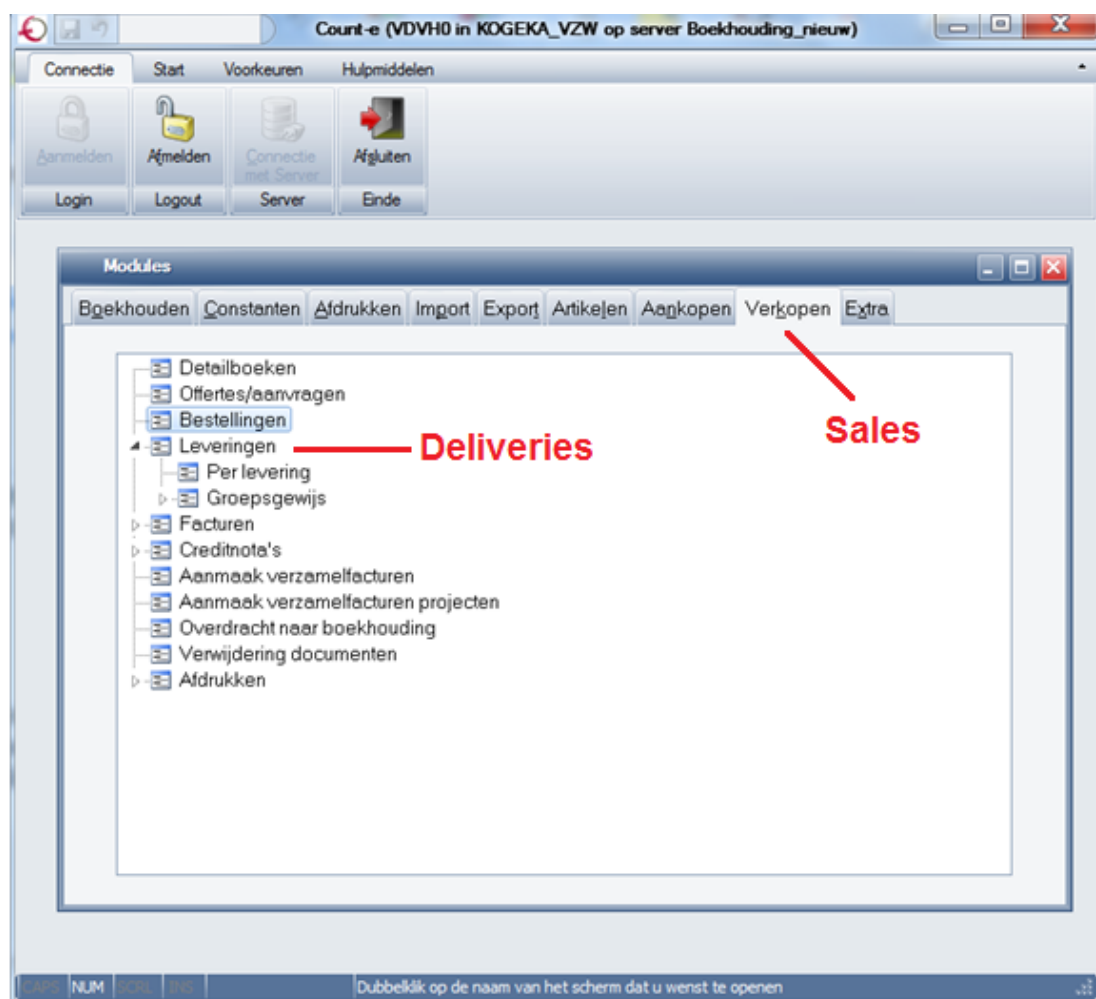 Count-e (VDVH0 in KOGEKA_VZW op server Boekhouding_nieuw)
Connectie Start Voorkeuren Hulpmiddelen
Aanmelden Afmelden Connectie met Server Afsluiten
Login Logout Server Einde
Modules
Boekhouden Constanten Afdrukken Import Export Artikelen Aankopen Verkopen Extra
Detailboeken
Offertes/aanvragen
Bestellingen
Sales
Leveringen Deliveries
Per levering
Groepsgewijs
Facturen
Creditnota's
Aanmaak verzamelfacturen
Aanmaak verzamelfacturen projecten
Overdracht naar boekhouding
Verwijdering documenten
Afdrukken
CAPS NUM SCRL INS Dubbelklik op de naam van het scherm dat u wenst te openen